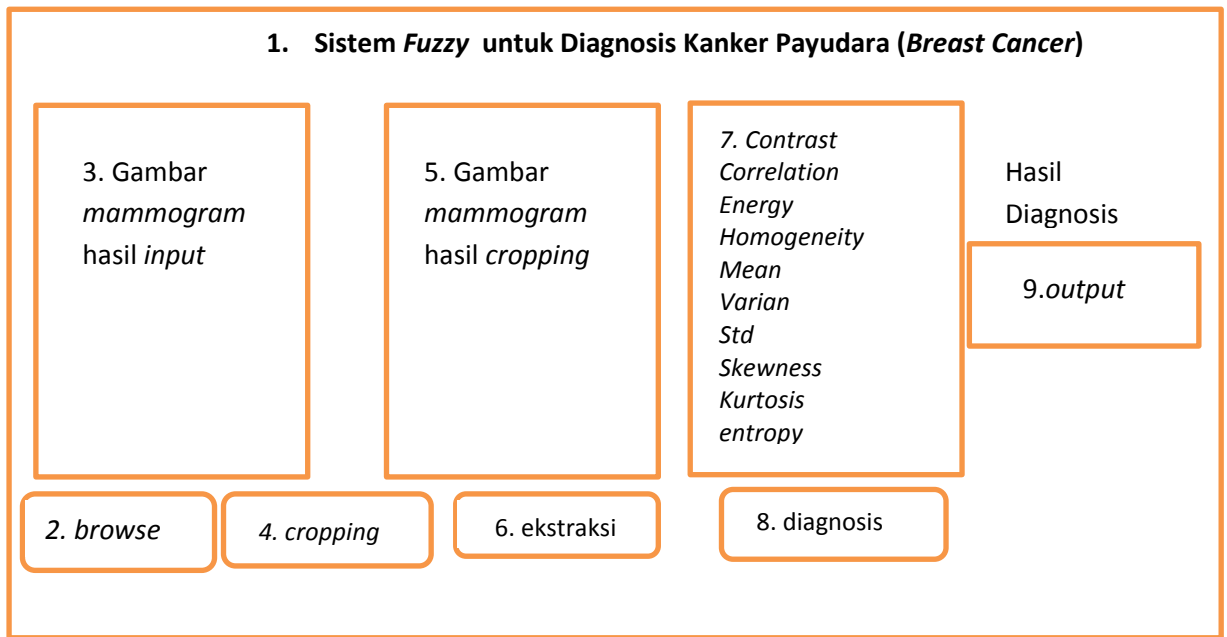 1. Sistem Fuzzy untuk Diagnosis Kanker Payudara (Breast Cancer)
3. Gambar
mammogram
hasil input
5. Gambar
mammogram
hasil cropping
7. Contrast
Correlation
Energy
Homogeneity
Mean
Varian
Std
Skewness
Kurtosis
entropy
Hasil
Diagnosis
9.output
2. browse
4. cropping
6. ekstraksi
8. diagnosis